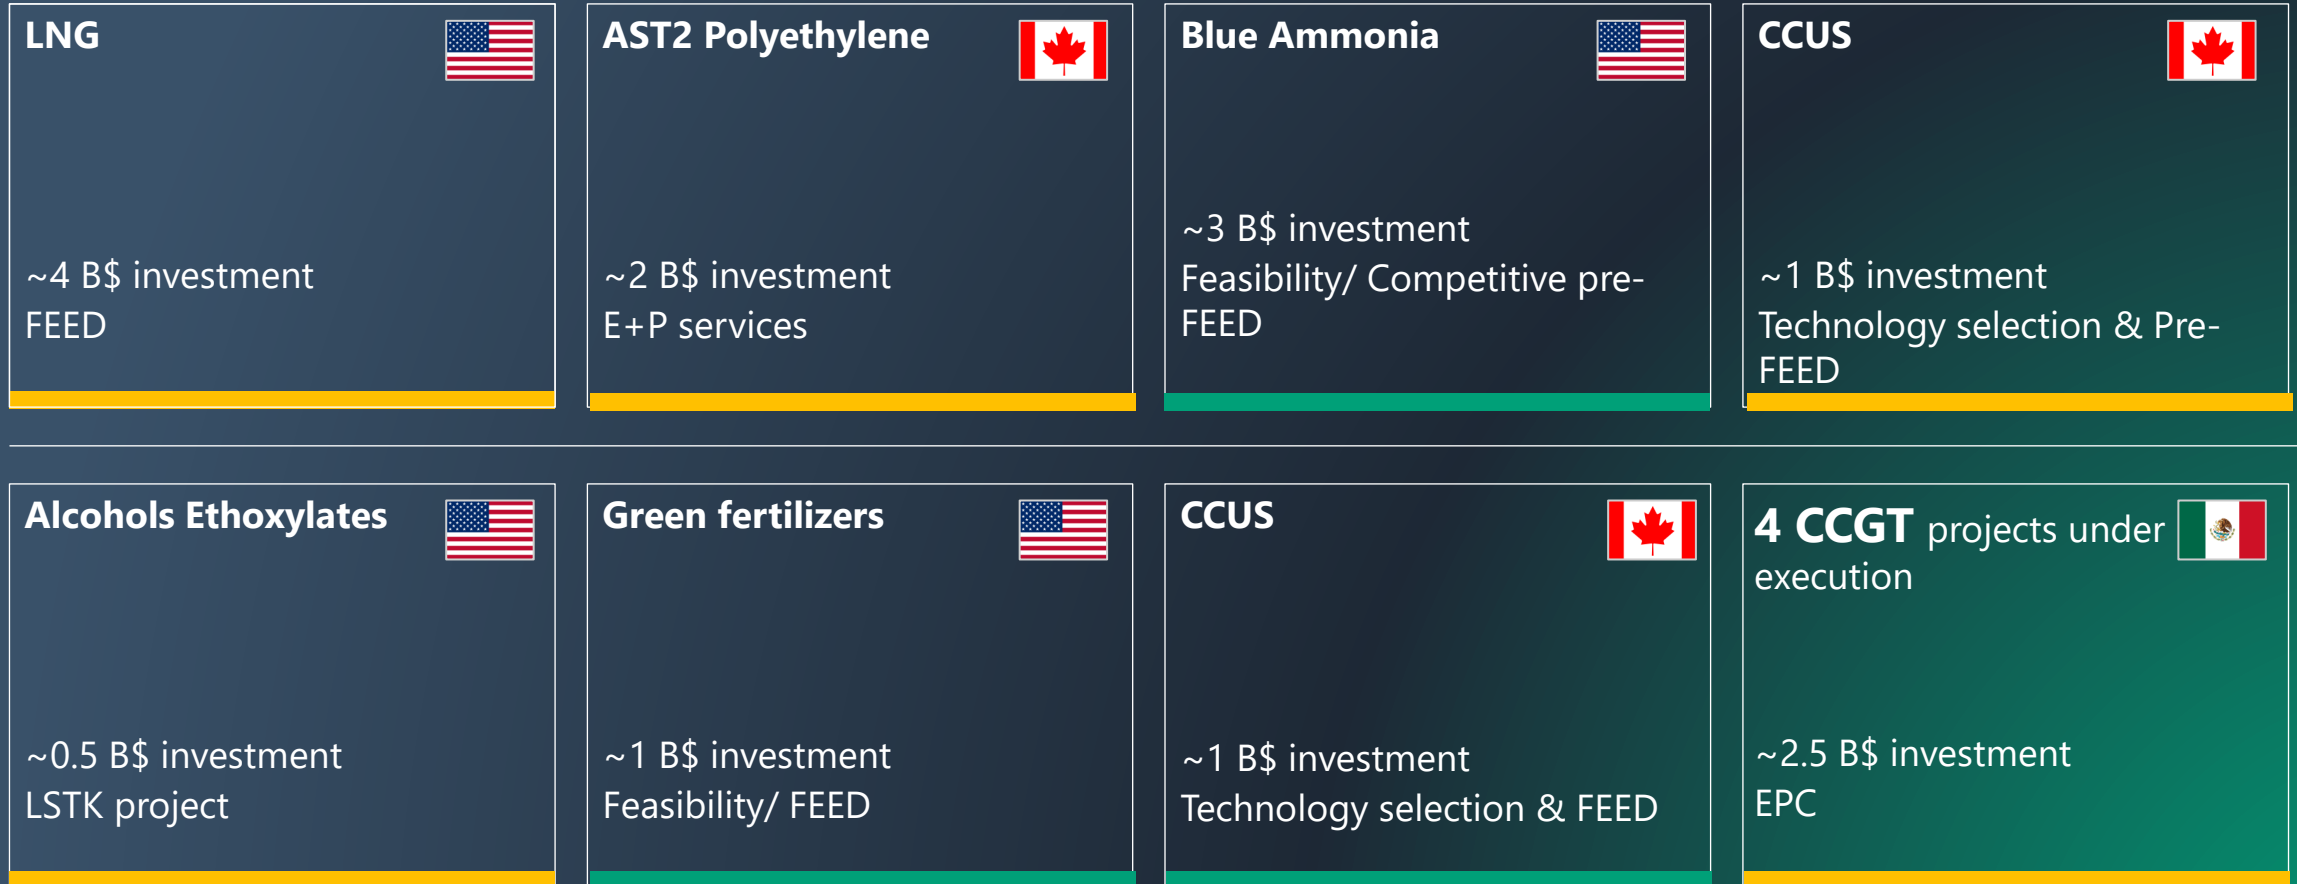 LNG
~4 B$ investment
FEED
AST2 Polyethylene
~2 B$ investment
E+P services
Blue Ammonia
~3 B$ investment
Feasibility/ Competitive pre-
FEED
CCUS
~1 B$ investment
Technology selection & Pre-
FEED
Alcohols Ethoxylates
~0.5 B$ investment
LSTK project
Green fertilizers
~1 B$ investment
Feasibility/ FEED
CCUS
~1 B$ investment
Technology selection & FEED
4 CCGT projects under
execution
~2.5 B$ investment
EPC